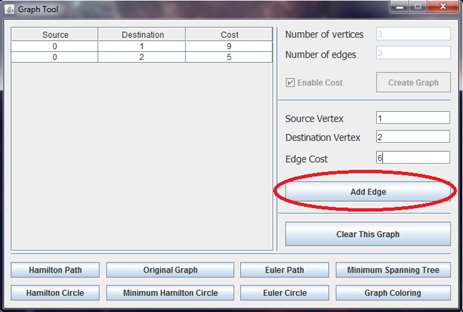 Graph Tool
Source Destination Cost
0 1 9
0 2 5
Number of vertices 3
Number of edges 3
Enable Cost Create Graph
Source Vertex 1
Destination Vertex 2
Edge Cost 6
Add Edge
Clear This Graph
Hamilton Path Original Graph Euler Path Minimum Spanning Tree
Hamilton Circle Minimum Hamilton Circle Euler Circle Graph Coloring